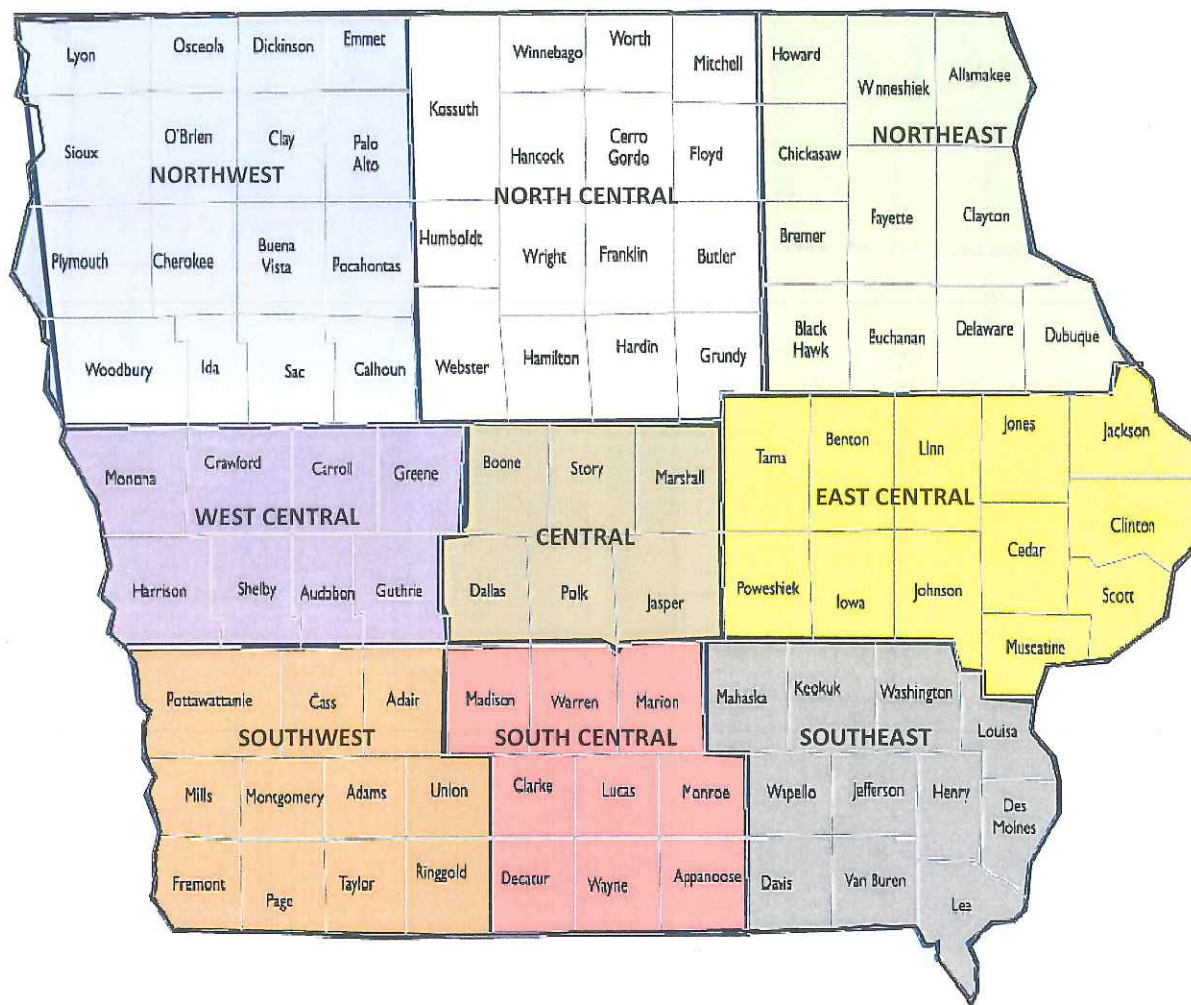 Lyon
Osceola
Dickinson
Emmet
Kossuth
Winnebago
Worth
Mitchell
Howard
Wnneshiek
Allamakee
Sioux
O'Brien
Clay
Palo
Alto
NORTHWEST
Hancock
Cerro
Gordo
Floyd
NORTH CENTRAL
Chickasaw
NORTHEAST
Plymouth
Cherokee
Buena
Vista
Pocahontas
Humboldt
Wright
Franklin
Butler
Bremer
Fayette
Clayton
Woodbury
Ida
Sac
Calhoun
Webster
Hamilton
Hardin
Grundy
Black
Hawk
Buchanan
Delaware
Dubuque
Monona
Crawford
Carroll
Greene
WEST CENTRAL
Boone
Story
Marshall
CENTRAL
Tama
Benton
Linn
Jones
Jackson
EAST CENTRAL
Clinton
Harrison
Shelby
Audobon
Guthrie
Dallas
Polk
Jasper
Poweshiek
Iowa
Johnson
Cedar
Scott
Muscatine
Pottawattamie
Cass
Adair
SOUTHWEST
Madison
Warren
Marion
SOUTH CENTRAL
Mahaska
Keokuk
Washington
SOUTHEAST
Louisa
Mills
Montgomery
Adams
Union
Clarke
Lucas
Monroe
Wapello
Jefferson
Henry
Des
Moines
Fremont
Page
Taylor
Ringgold
Decatur
Wayne
Appanoose
Davis
Van Buren
Lee